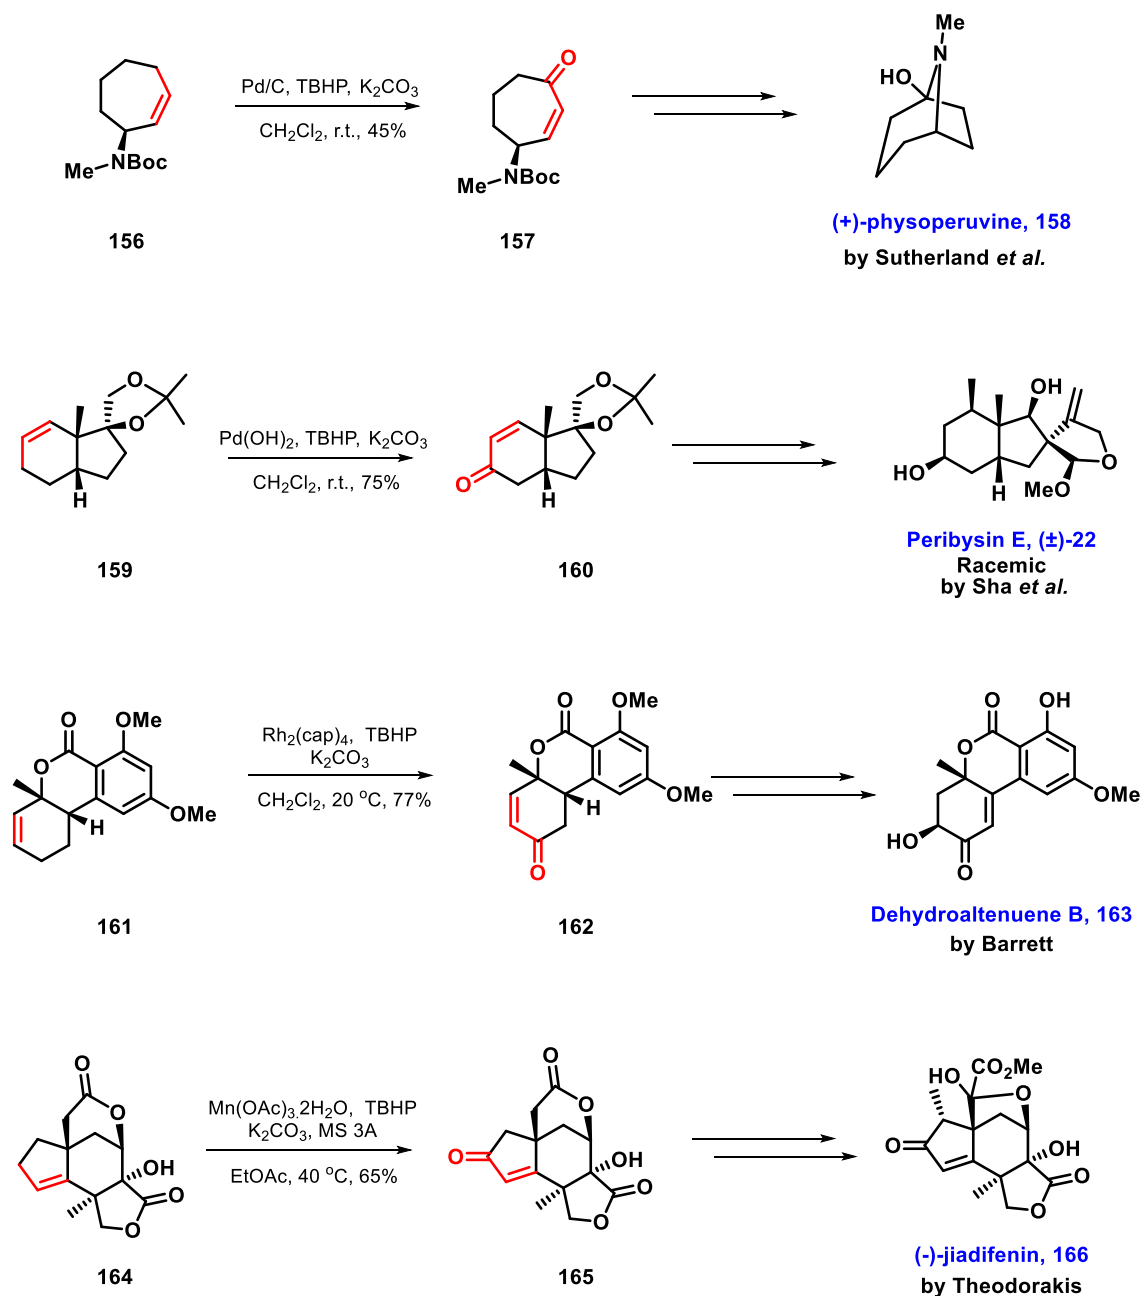 Me
N
HO
O
Pd/C, TBHP, K2CO3
CH2Cl2, r.t., 45%
Me
NBoc
Me
NBoc
156
157
(+)-physoperuvine, 158
by Sutherland et al.
O
O
O
O
O
H
H
Pd(OH)2, TBHP, K2CO3
CH2Cl2, r.t., 75%
OH
HO
H
MeO
O
159
160
Peribysin E, (±)-22
Racemic
by Sha et al.
O
OMe
O
OMe
H
Rh2(cap)4, TBHP
K2CO3
CH2Cl2, 20 °C, 77%
O
OMe
O
OMe
H
O
O
OH
O
OMe
HO
O
161
162
Dehydroaltenuene B, 163
by Barrett
O
O
OH
O
O
Mn(OAc)3.2H2O, TBHP
K2CO3, MS 3A
EtOAc, 40 °C, 65%
O
O
O
OH
O
O
HO
CO2Me
O
O
OH
O
O
164
165
(-)-jiadifenin, 166
by Theodorakis